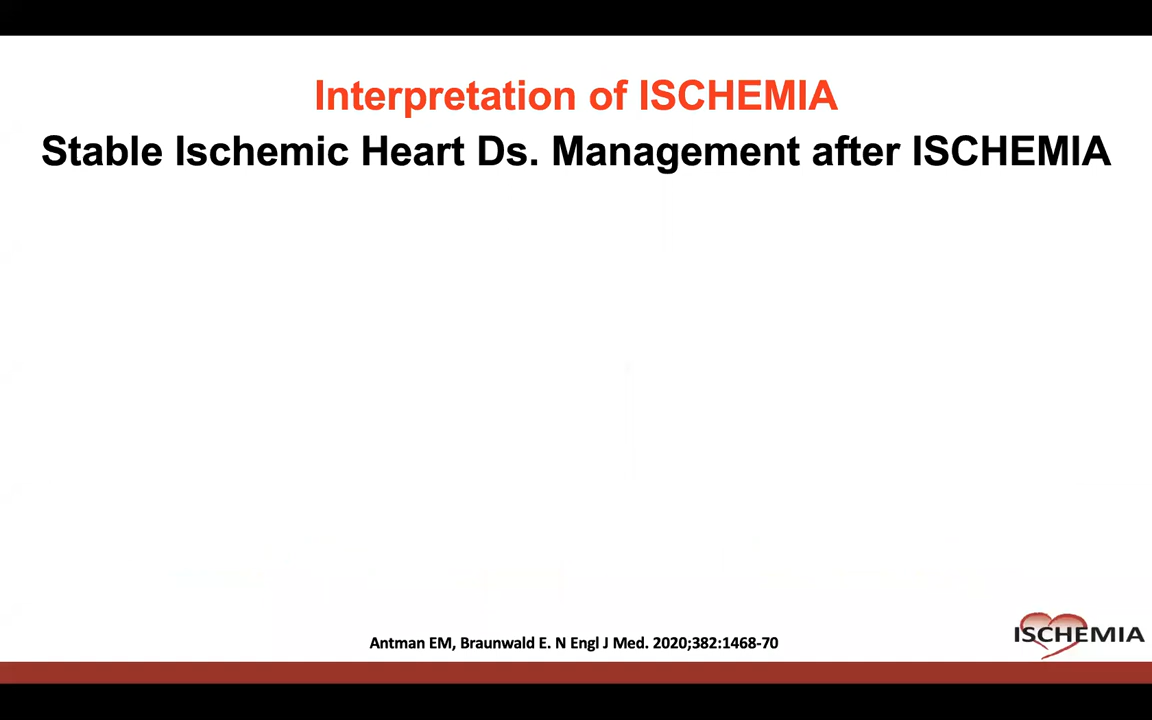 Interpretation of ISCHEMIA
Stable Ischemic Heart Ds. Management after ISCHEMIA
ISCHEMIA
Antman EM, Braunwald E. N Engl J Med. 2020;382:1468-70